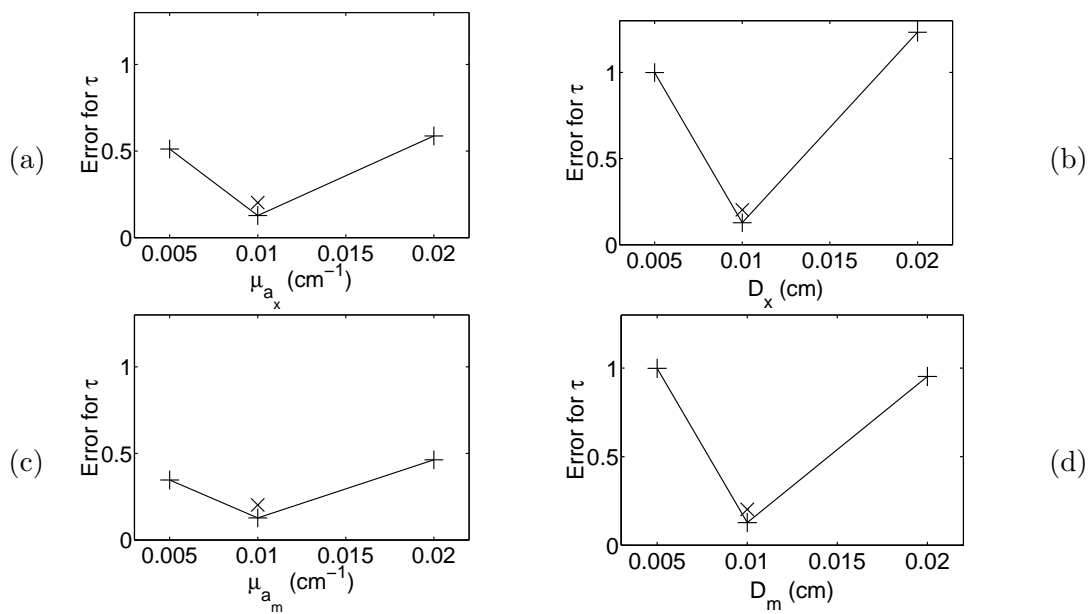 (a)
Error for τ
1
0.5
0
0.005 0.01 0.015 0.02
μ_{a_x} (cm⁻¹)
Error for τ
1
0.5
0
0.005 0.01 0.015 0.02
D_x (cm)
(b)
(c)
Error for τ
1
0.5
0
0.005 0.01 0.015 0.02
μ_{a_m} (cm⁻¹)
Error for τ
1
0.5
0
0.005 0.01 0.015 0.02
D_m (cm)
(d)